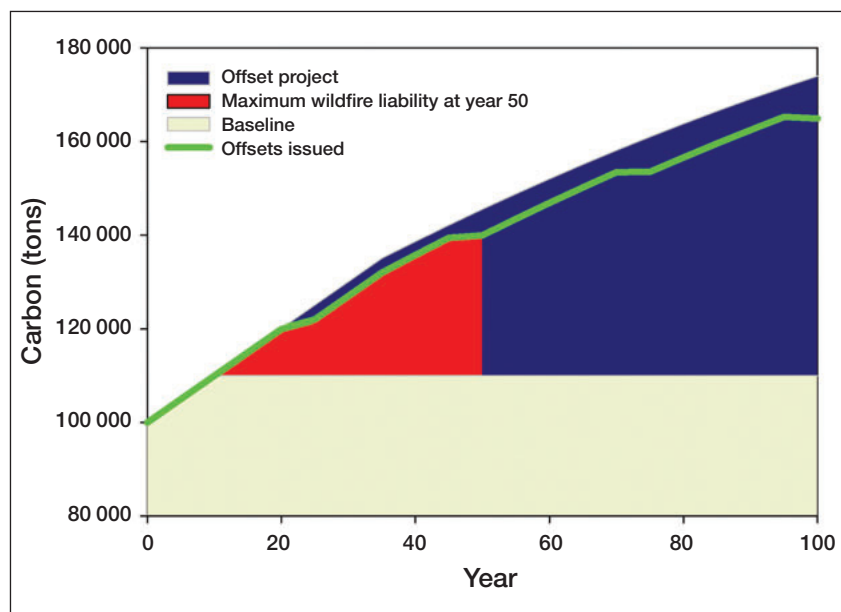 180 000
Offset project
Maximum wildfire liability at year 50
Baseline
Offsets issued
160 000
140 000
120 000
100 000
80 000
Carbon (tons)
0 20 40 60 80 100
Year